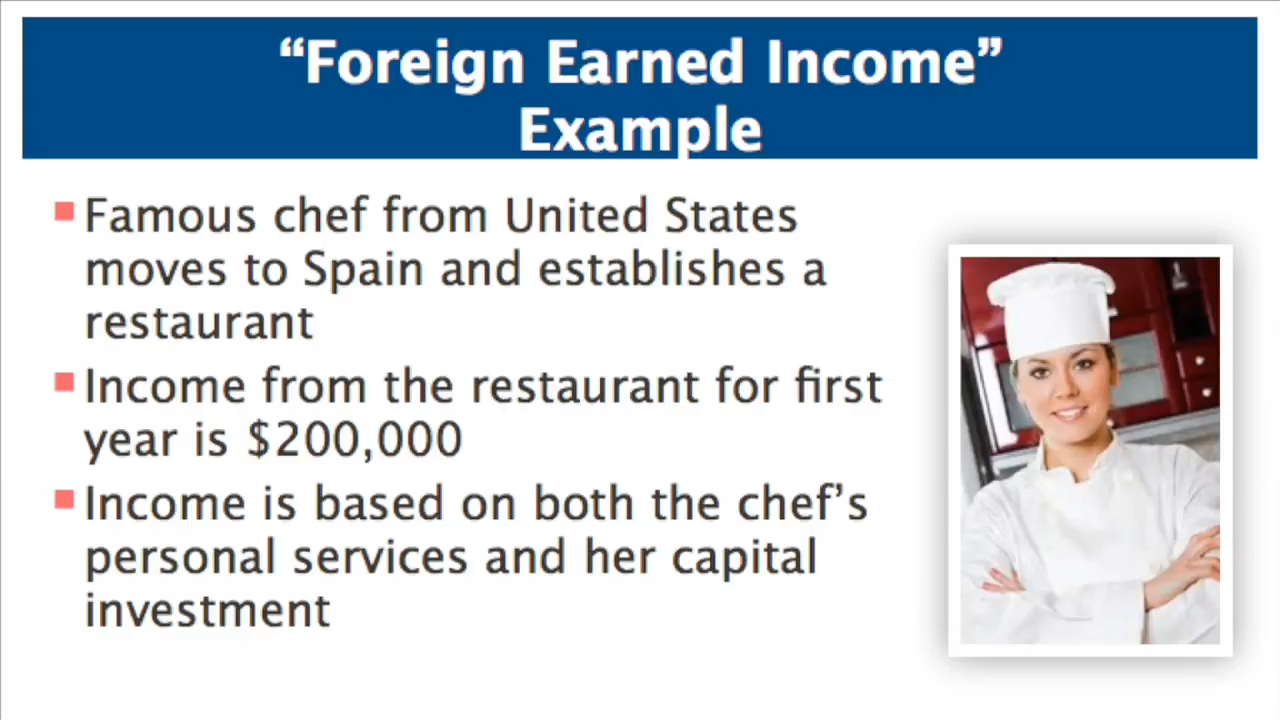 “Foreign Earned Income”
Example
Famous chef from United States
moves to Spain and establishes a
restaurant
Income from the restaurant for first
year is $200,000
Income is based on both the chef’s
personal services and her capital
investment